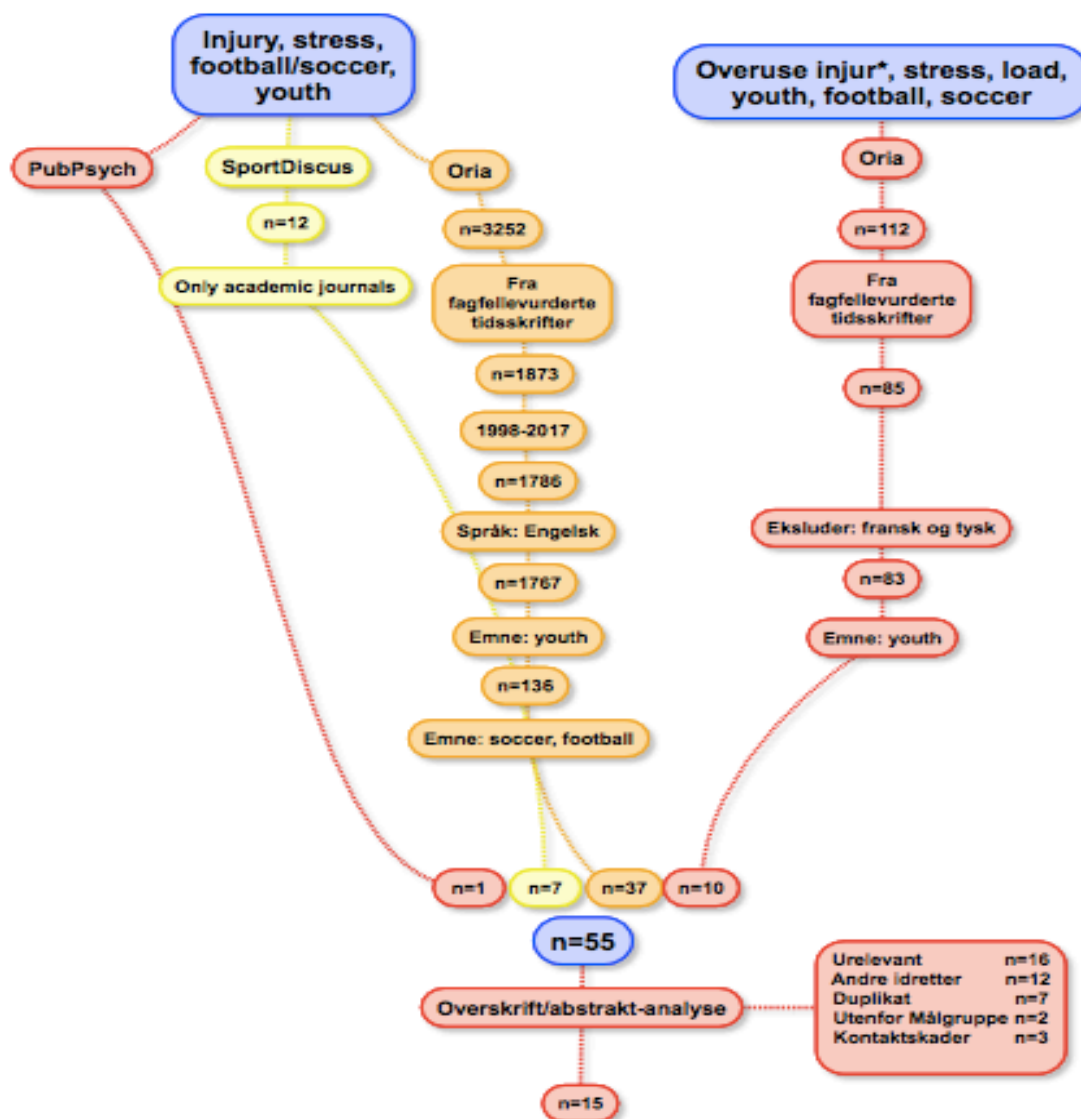 Injury, stress,
football/soccer,
youth
Overuse injur*, stress, load,
youth, football, soccer
PubPsych
SportDiscus
Oria
Oria
n=12
n=3252
n=112
Only academic journals
Fra
fagfellevurderte
tidsskrifter
Fra
fagfellevurderte
tidsskrifter
n=1873
n=85
1998-2017
n=1786
Språk: Engelsk
Eksluder: fransk og tysk
n=1767
n=83
Emne: youth
Emne: youth
n=136
Emne: soccer, football
n=1
n=7
n=37
n=10
n=55
Overskrift/abstrakt-analyse
Urelevant n=16
Andre idretter n=12
Duplikat n=7
Utenfor Målgruppe n=2
Kontaktskader n=3
n=15